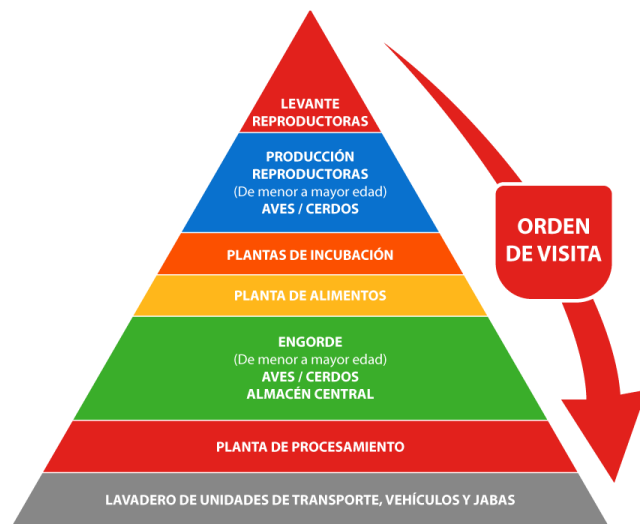 LEVANTE
REPRODUCTORAS
PRODUCCIÓN
REPRODUCTORAS
(De menor a mayor edad)
AVES / CERDOS
PLANTAS DE INCUBACIÓN
PLANTA DE ALIMENTOS
ENGORDE
(De menor a mayor edad)
AVES / CERDOS
ALMACÉN CENTRAL
PLANTA DE PROCESAMIENTO
LAVADERO DE UNIDADES DE TRANSPORTE, VEHÍCULOS Y JABAS
ORDEN
DE VISITA